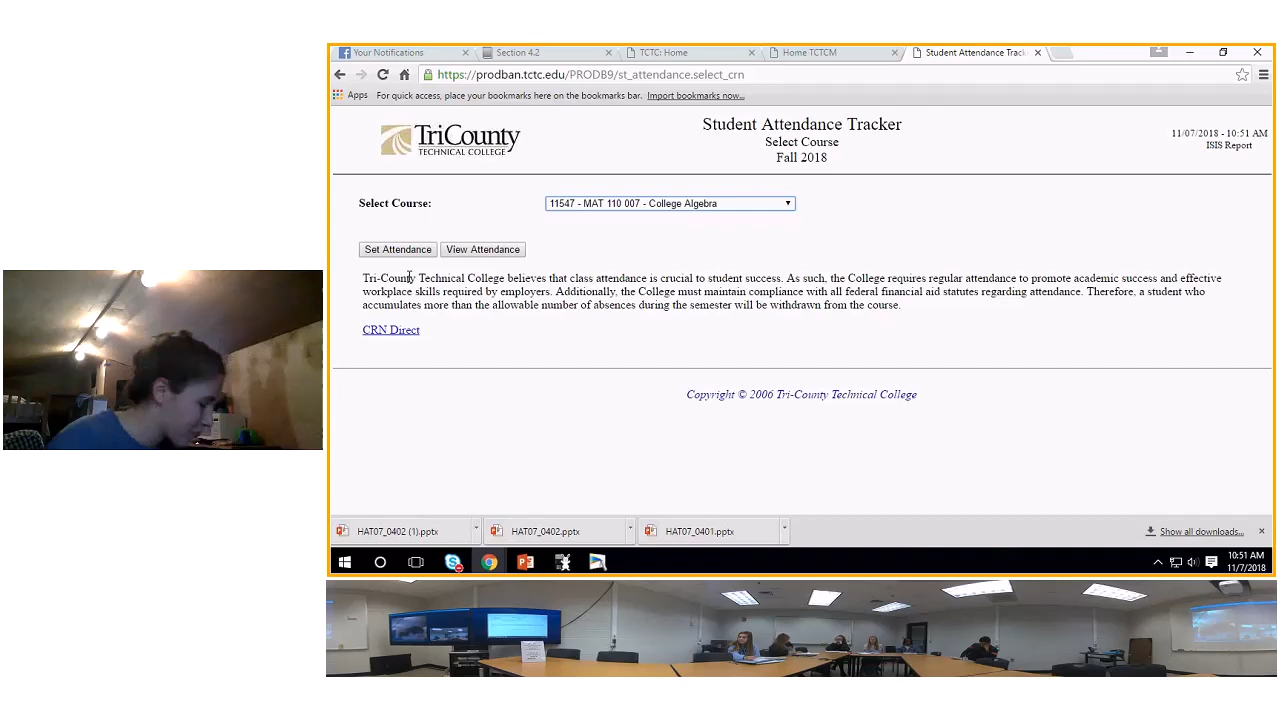 Your Notifications
Section 4.2
TCTC: Home
Home TCTCM
Student Attendance Track
https://prodban.tctc.edu/PRODB9/st_attendance.select_crn
Apps For quick access, place your bookmarks here on the bookmarks bar. Import bookmarks now...
TriCounty
TECHNICAL COLLEGE
Student Attendance Tracker
Select Course
Fall 2018
11/07/2018 - 10:51 AM
ISIS Report
Select Course: 11547 - MAT 110 007 - College Algebra
Set Attendance View Attendance
Tri-County Technical College believes that class attendance is crucial to student success. As such, the College requires regular attendance to promote academic success and effective
workplace skills required by employers. Additionally, the College must maintain compliance with all federal financial aid statutes regarding attendance. Therefore, a student who
accumulates more than the allowable number of absences during the semester will be withdrawn from the course.
CRN Direct
Copyright © 2006 Tri-County Technical College
HAT07_0402 (1).pptx
HAT07_0402.pptx
HAT07_0401.pptx
Show all downloads...
10:51 AM
11/7/2018